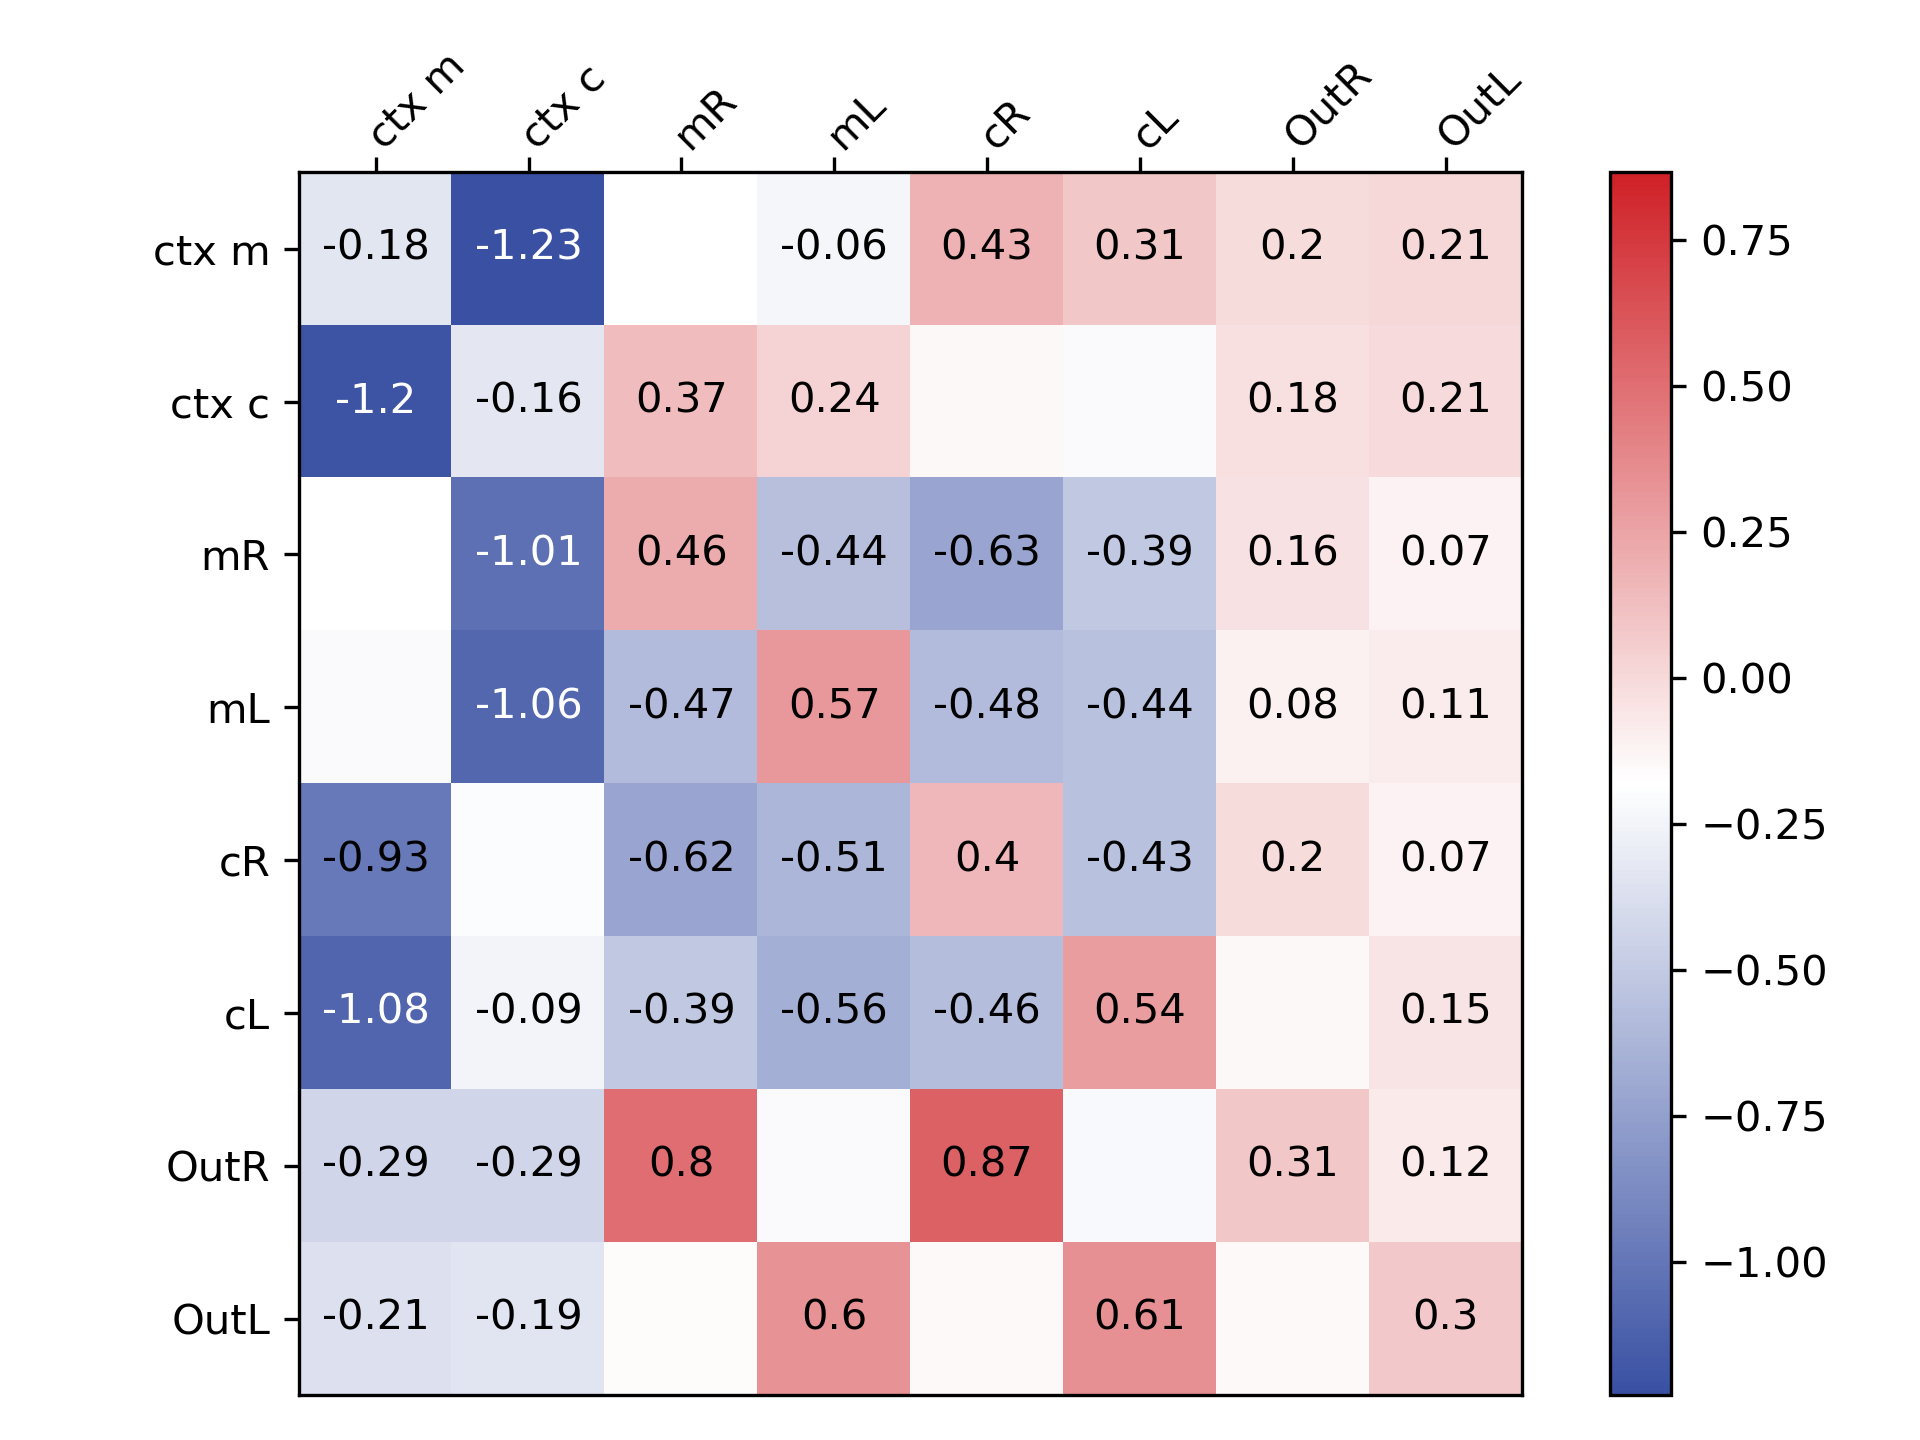 ctx m ctx c mR mL cR cL OutR OutL
ctx m -0.18 -1.23 -0.06 0.43 0.31 0.2 0.21
ctx c -1.2 -0.16 0.37 0.24 0.18 0.21
mR -1.01 0.46 -0.44 -0.63 -0.39 0.16 0.07
mL -1.06 -0.47 0.57 -0.48 -0.44 0.08 0.11
cR -0.93 -0.62 -0.51 0.4 -0.43 0.2 0.07
cL -1.08 -0.09 -0.39 -0.56 -0.46 0.54 0.15
OutR -0.29 -0.29 0.8 0.87 0.31 0.12
OutL -0.21 -0.19 0.6 0.61 0.3
0.75
0.50
0.25
0.00
−0.25
−0.50
−0.75
−1.00